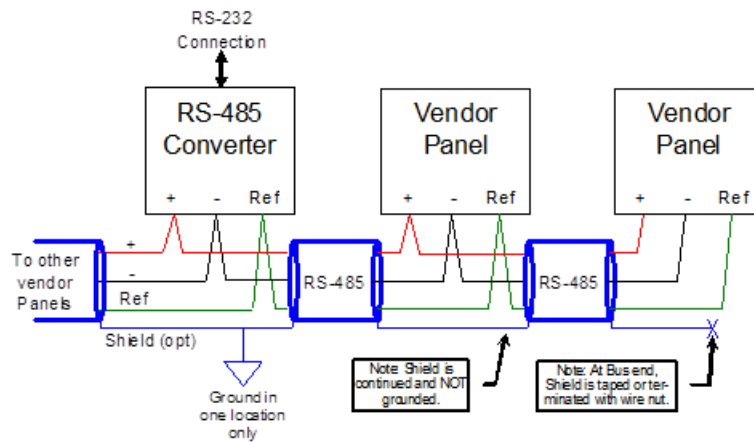 RS-232
Connection
RS-485
Converter
+ - Ref
Vendor
Panel
+ - Ref
Vendor
Panel
+ - Ref
To other
vendor
Panels
+
-
Ref
RS-485
RS-485
Shield (opt)
Ground in
one location
only
Note: Shield is
continued and NOT
grounded.
Note: At Bus end,
Shield is taped or ter-
minated with wire nut.